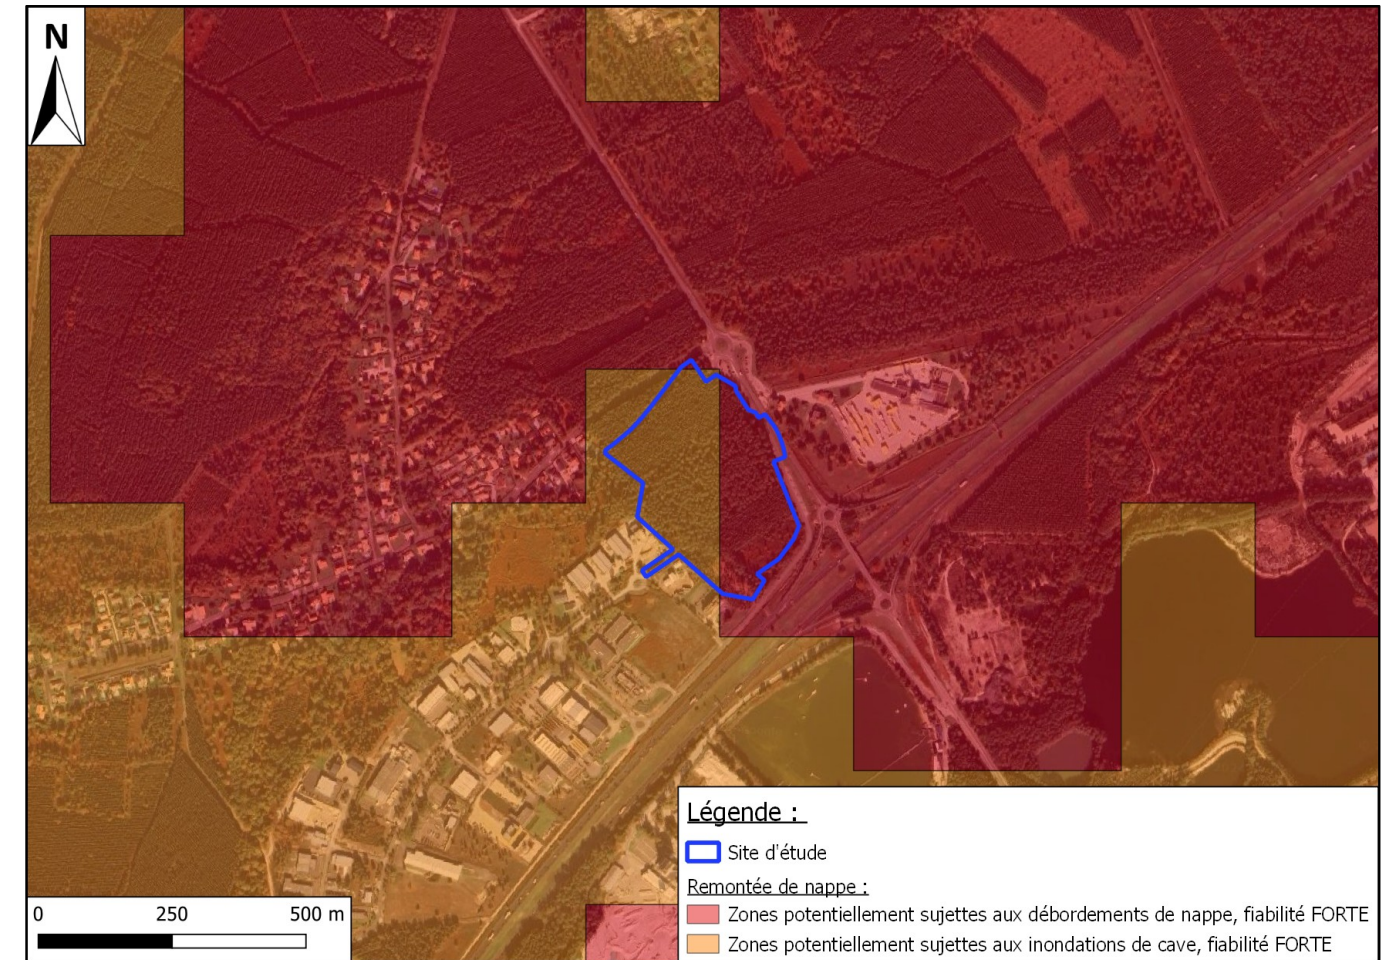 N
0 250 500 m
Légende :
Site d'étude
Remontée de nappe :
Zones potentiellement sujettes aux débordements de nappe, fiabilité FORTE
Zones potentiellement sujettes aux inondations de cave, fiabilité FORTE